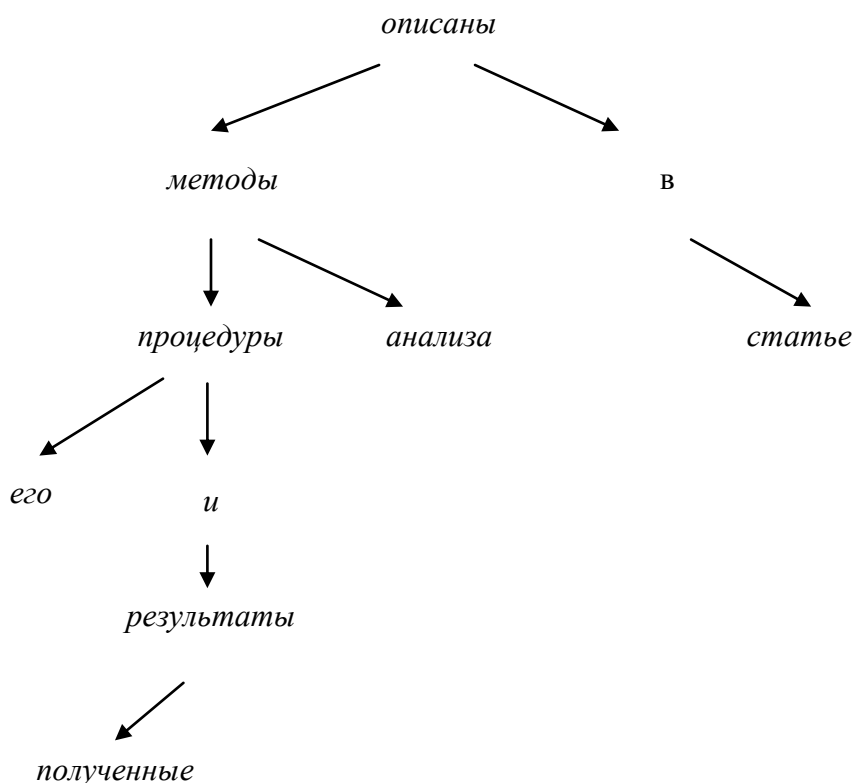 описаны
методы в
процедуры анализа статье
его и
результаты
полученные